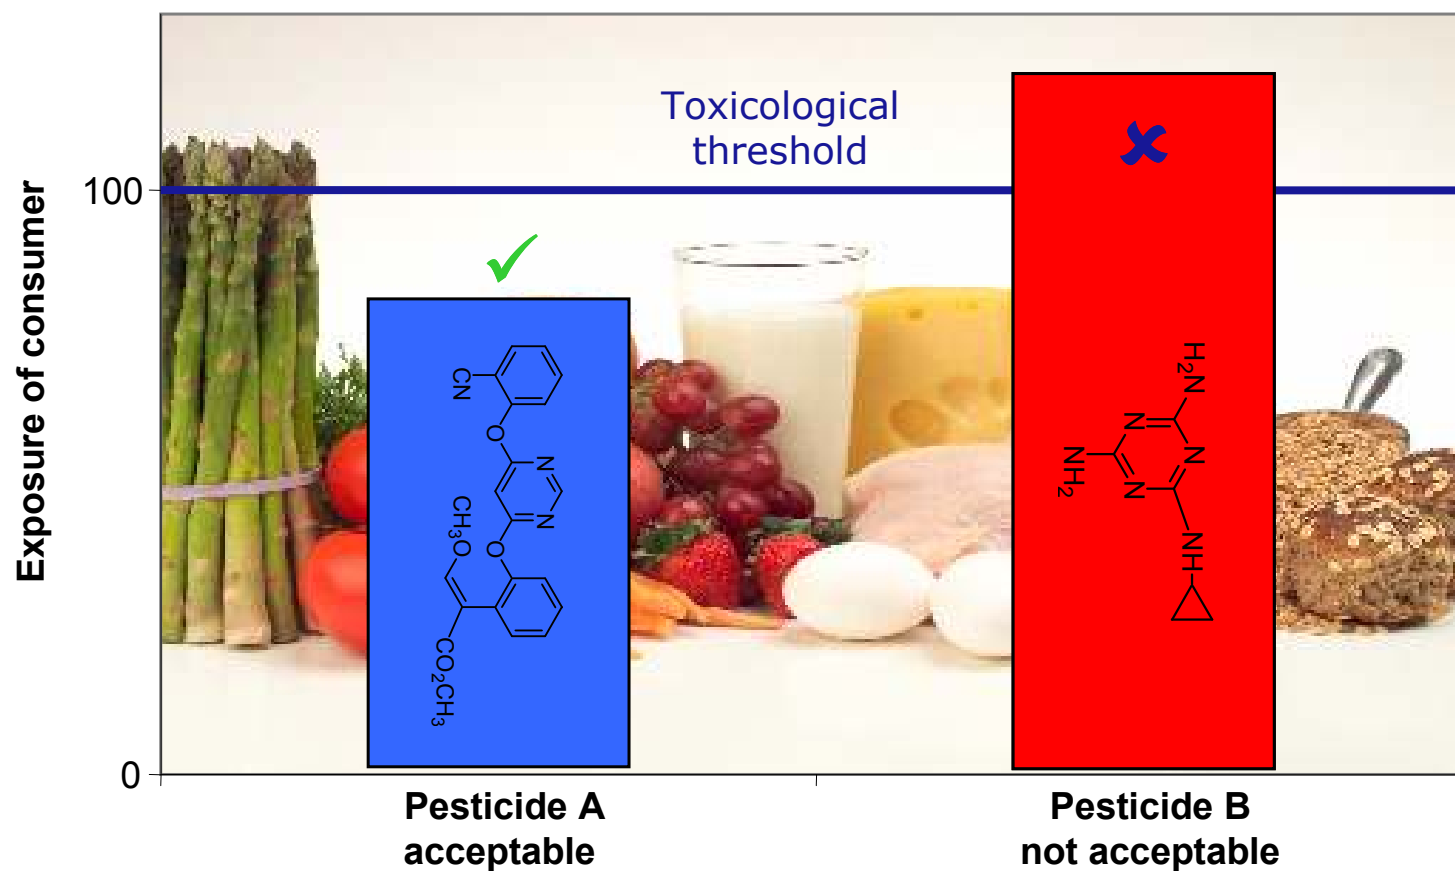 Toxicological
threshold
Exposure of consumer
100
0
CN
O
N
N
O
CH₃O
CO₂CH₃
H₂N
N
N
N
NH₂
NH
Pesticide A
acceptable
Pesticide B
not acceptable